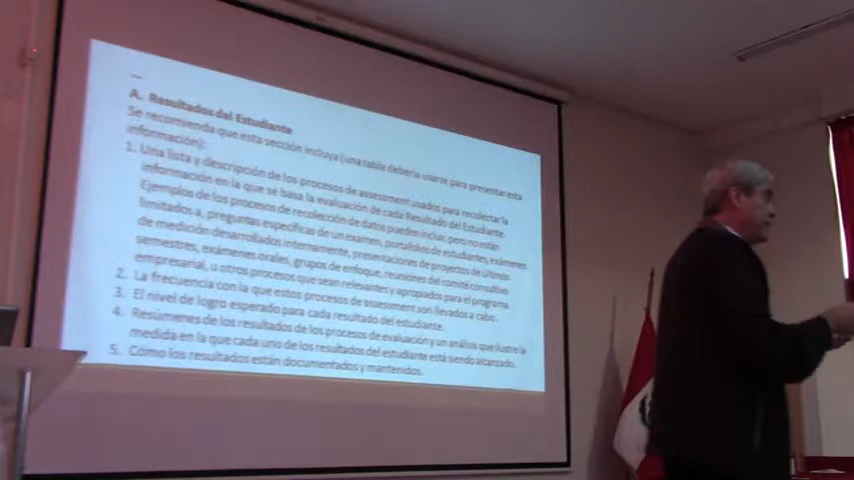 A. Resultados del Estudiante
Se recomienda que esta sección incluya (una tabla debería usarse para presentar esta
información):
1. Una lista y descripción de los procesos de assessment usados para recolectar la
información en la que se basa la evaluación de cada Resultado del Estudiante.
Ejemplos de los procesos de recolección de datos pueden incluir, pero no están
limitados a, preguntas específicas de un examen, portafolios de estudiantes, exámenes
de medición desarrollados internamente, presentaciones de proyectos de últimos
semestres, exámenes orales, grupos de enfoque, reuniones del comité consultivo
empresarial, u otros procesos que sean relevantes y apropiados para el programa.
2. La frecuencia con la que estos procesos de assessment son llevados a cabo.
3. El nivel de logro esperado para cada resultado del estudiante.
4. Resúmenes de los resultados de los procesos de evaluación y un análisis que ilustre la
medida en la que cada uno de los resultados del estudiante está siendo alcanzado.
5. Cómo los resultados están documentados y mantenidos.